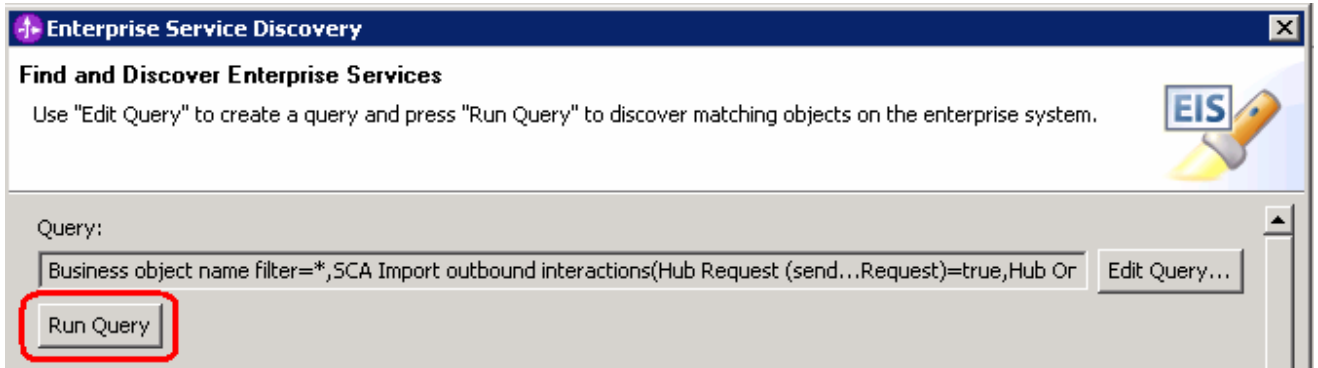 Enterprise Service Discovery
Find and Discover Enterprise Services
Use "Edit Query" to create a query and press "Run Query" to discover matching objects on the enterprise system.
EIS
Query:
Business object name filter=*,SCA Import outbound interactions(Hub Request (send...Request)=true,Hub Or
Edit Query...
Run Query